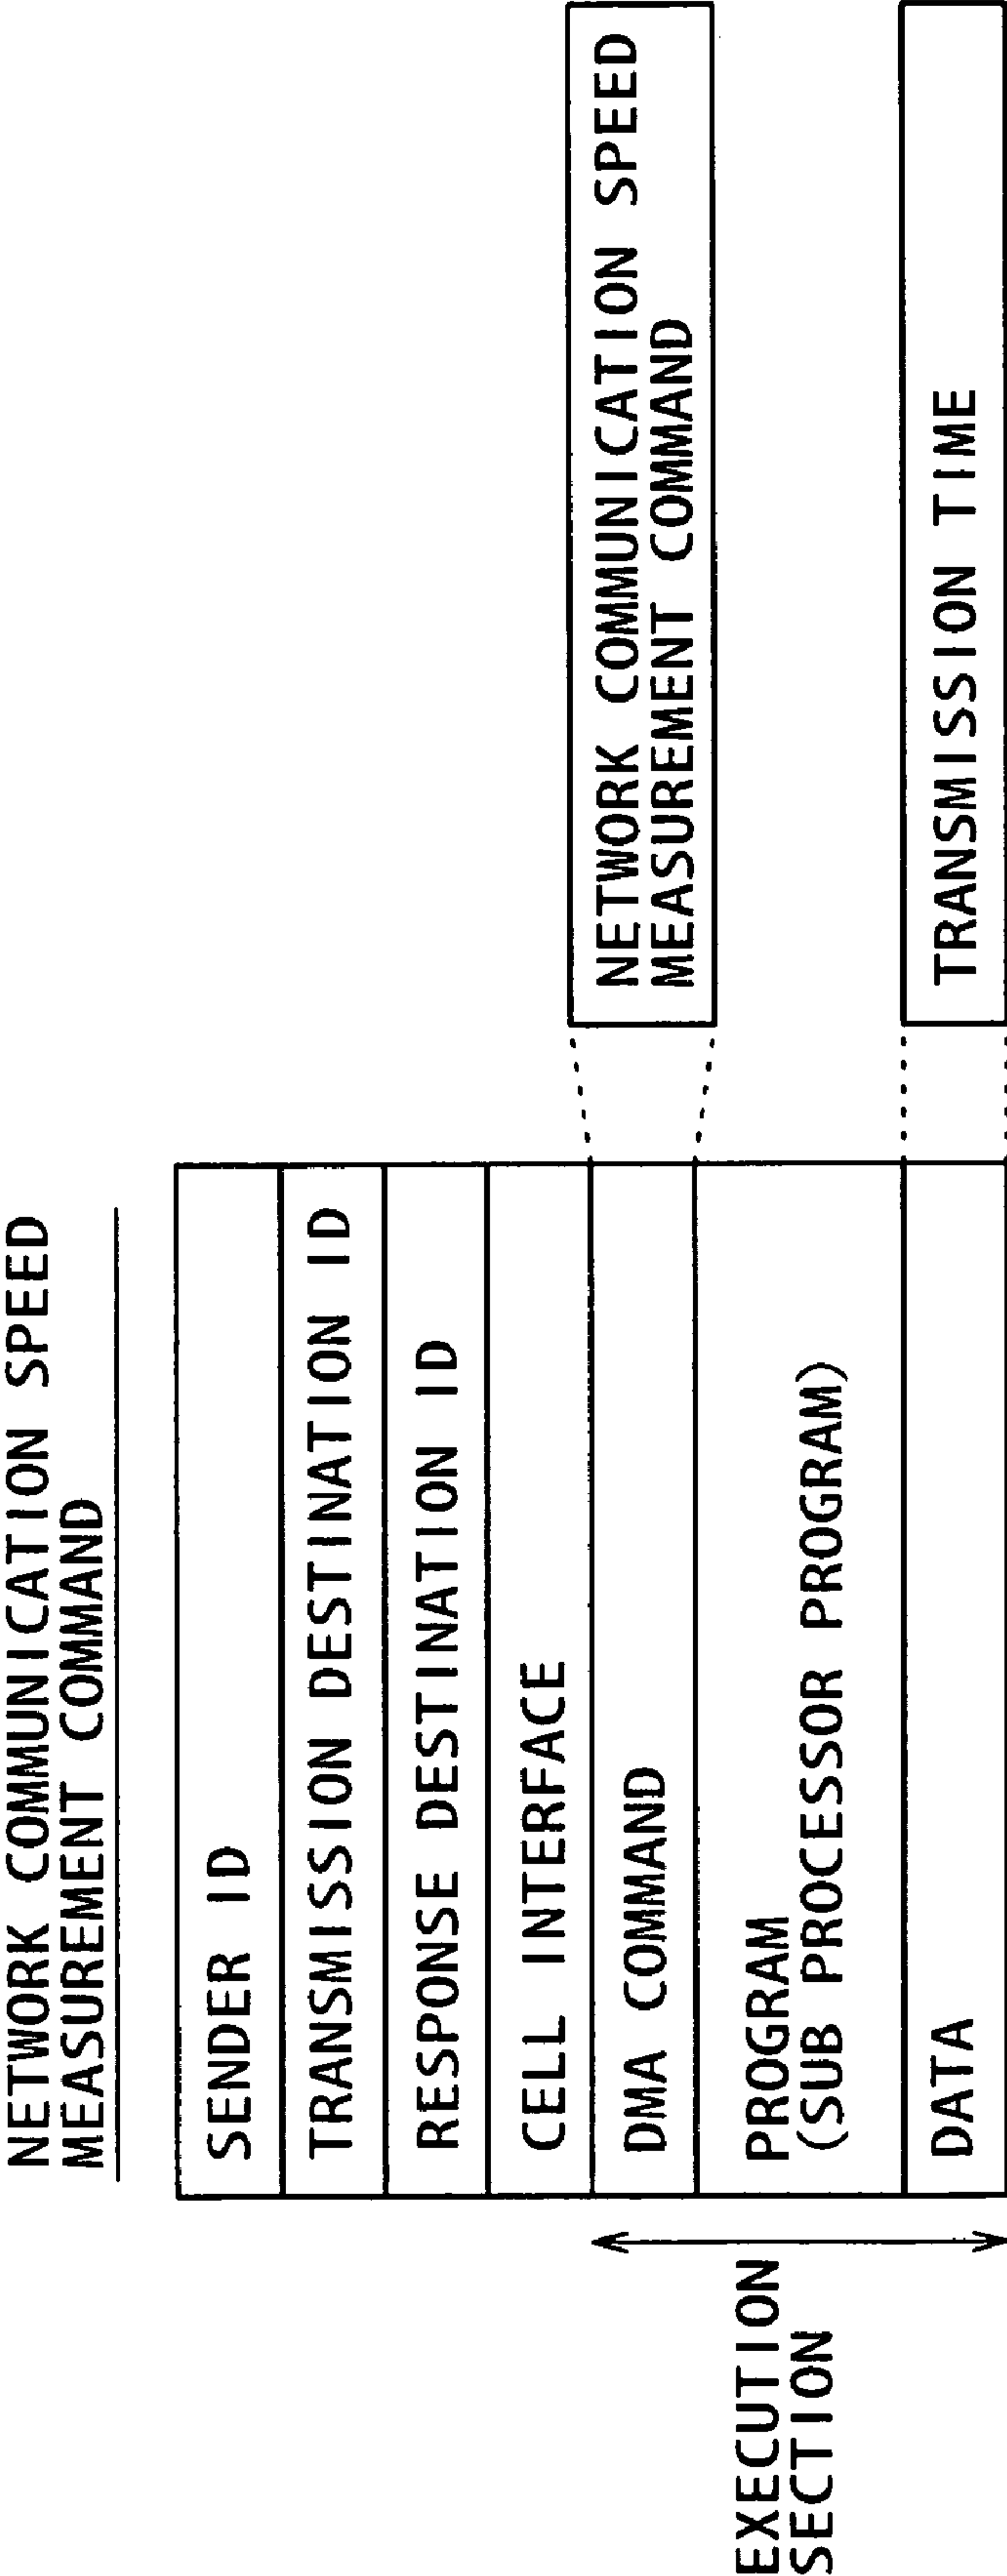 NETWORK COMMUNICATION SPEED
MEASUREMENT COMMAND
SENDER ID
TRANSMISSION DESTINATION ID
RESPONSE DESTINATION ID
CELL INTERFACE
DMA COMMAND
NETWORK COMMUNICATION SPEED
MEASUREMENT COMMAND
EXECUTION
SECTION
PROGRAM
(SUB PROCESSOR PROGRAM)
DATA
TRANSMISSION TIME